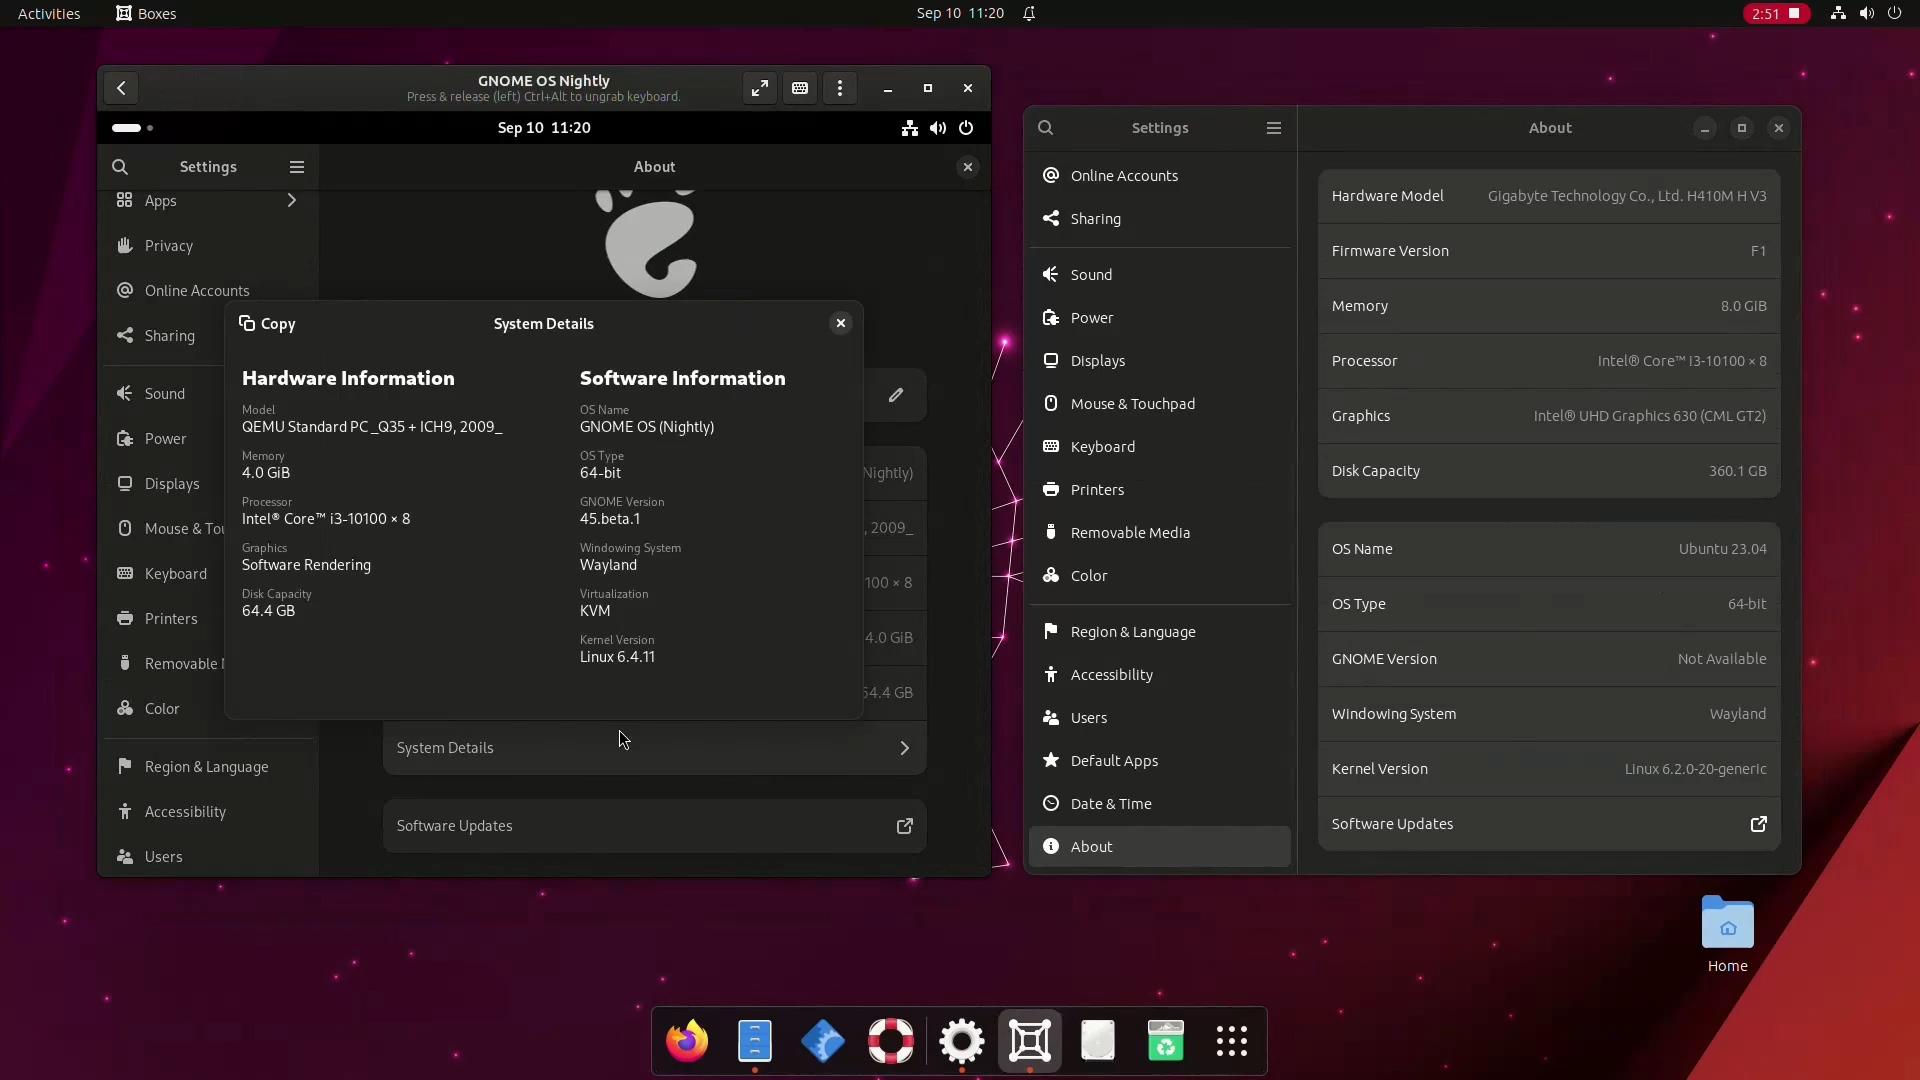 Activities
Boxes
Sep 10 11:20
2:51
GNOME OS Nightly
Press & release (left) Ctrl+Alt to ungrab keyboard.
Sep 10 11:20
Settings
About
Apps
Privacy
Online Accounts
Sharing
Sound
Power
Displays
Mouse & Tou
Keyboard
Printers
Removable M
Color
Region & Language
Accessibility
Users
Copy
System Details
Hardware Information
Model
QEMU Standard PC _Q35 + ICH9, 2009_
Memory
4.0 GiB
Processor
Intel® Core™ i3-10100 × 8
Graphics
Software Rendering
Disk Capacity
64.4 GB
Software Information
OS Name
GNOME OS (Nightly)
OS Type
64-bit
GNOME Version
45.beta.1
Windowing System
Wayland
Virtualization
KVM
Kernel Version
Linux 6.4.11
Nightly)
, 2009_
100 × 8
4.0 GiB
64.4 GB
System Details
Software Updates
Settings
About
Online Accounts
Sharing
Sound
Power
Displays
Mouse & Touchpad
Keyboard
Printers
Removable Media
Color
Region & Language
Accessibility
Users
Default Apps
Date & Time
About
Hardware Model Gigabyte Technology Co., Ltd. H410M H V3
Firmware Version F1
Memory 8.0 GiB
Processor Intel® Core™ i3-10100 × 8
Graphics Intel® UHD Graphics 630 (CML GT2)
Disk Capacity 360.1 GB
OS Name Ubuntu 23.04
OS Type 64-bit
GNOME Version Not Available
Windowing System Wayland
Kernel Version Linux 6.2.0-20-generic
Software Updates
Home